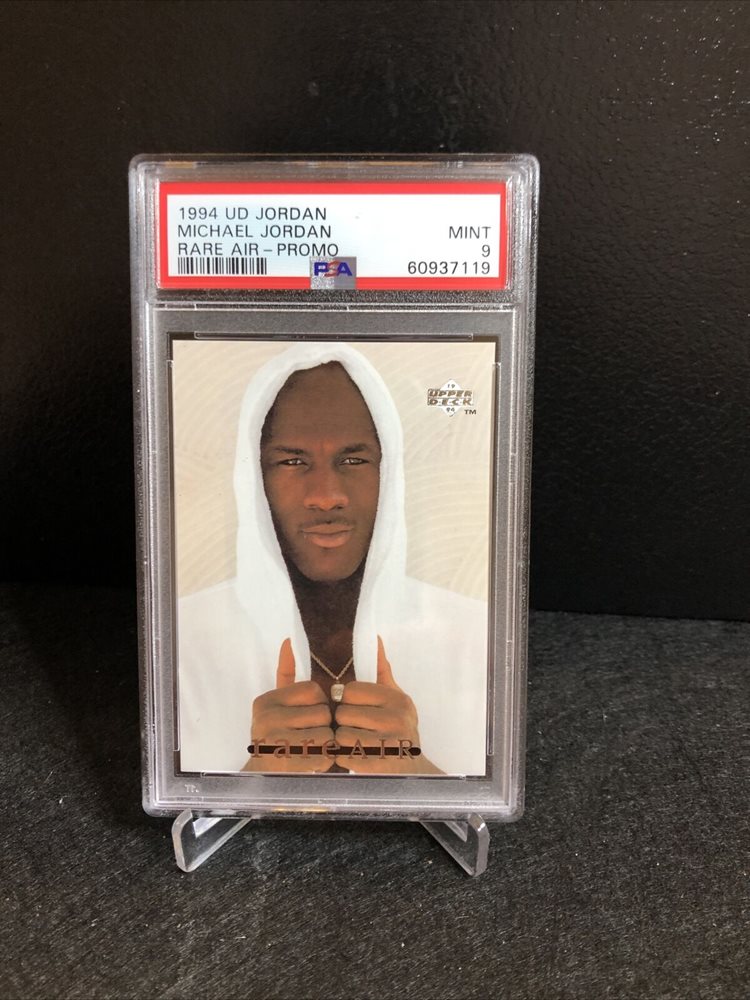 1994 UD JORDAN
MICHAEL JORDAN MINT
RARE AIR - PROMO 9
PSA 60937119
19
UPPER
DECK
94 TM
rare AIR